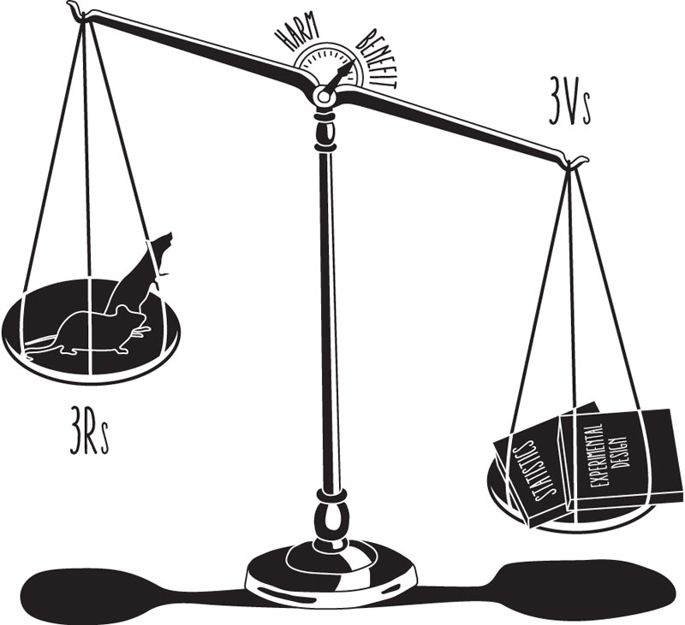 HARM
BENEFIT
3Vs
3Rs
STATISTICS
EXPERIMENTAL
DESIGN